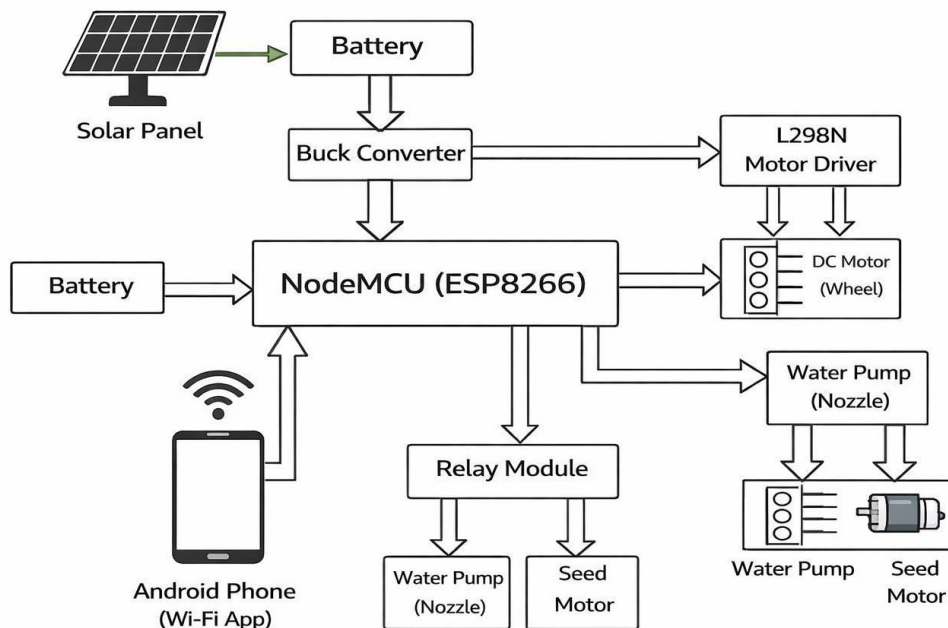 Battery
Solar Panel
Buck Converter
L298N
Motor Driver
Battery
NodeMCU (ESP8266)
DC Motor
(Wheel)
Water Pump
(Nozzle)
Relay Module
Water Pump
(Nozzle)
Seed
Motor
Water Pump
Seed
Motor
Android Phone
(Wi-Fi App)